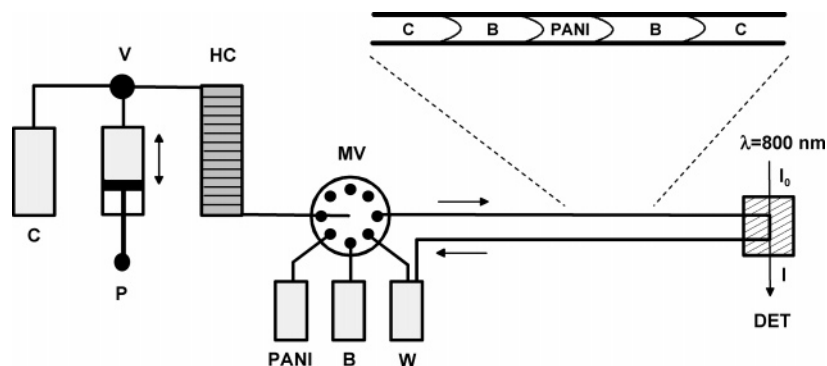 C B PANI B C
V HC
MV
λ=800 nm
I₀
C
P
I
DET
PANI B W